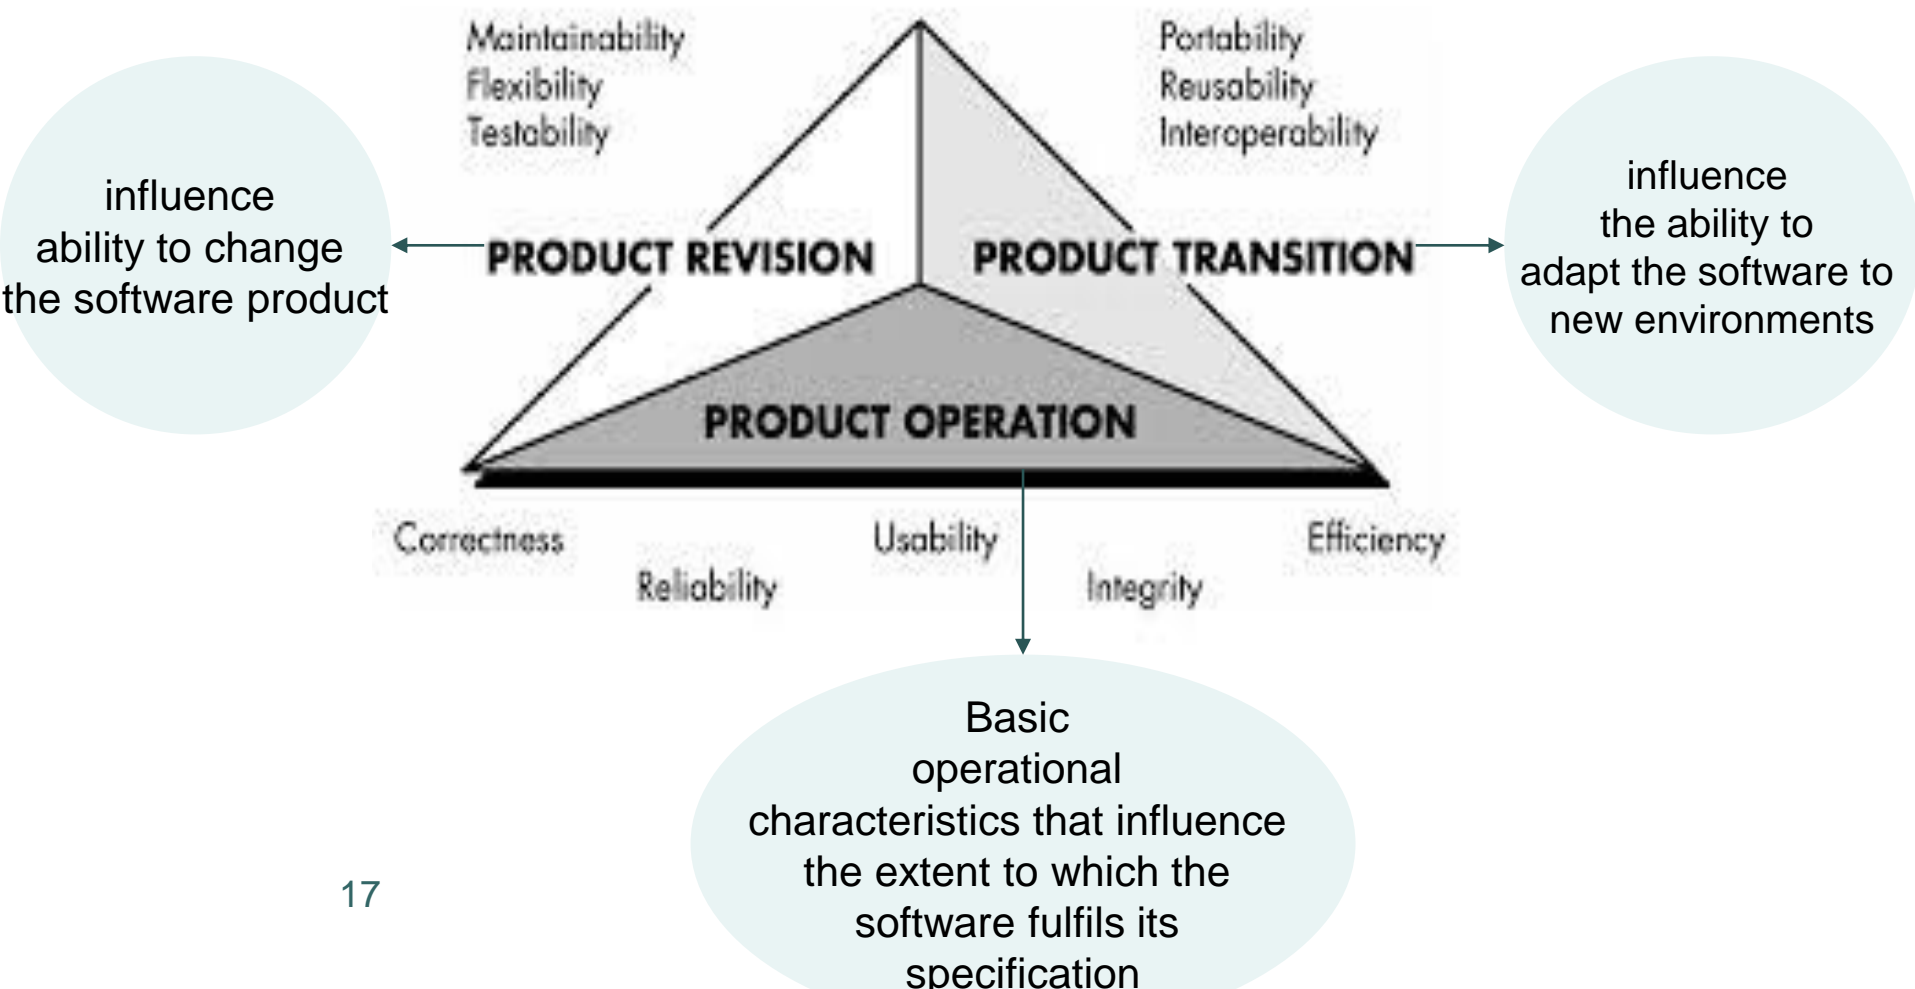 Maintainability
Flexibility
Testability
Portability
Reusability
Interoperability
influence
ability to change
the software product
PRODUCT REVISION
PRODUCT TRANSITION
influence
the ability to
adapt the software to
new environments
PRODUCT OPERATION
Correctness
Reliability
Usability
Integrity
Efficiency
Basic
operational
characteristics that influence
the extent to which the
software fulfils its
specification
17